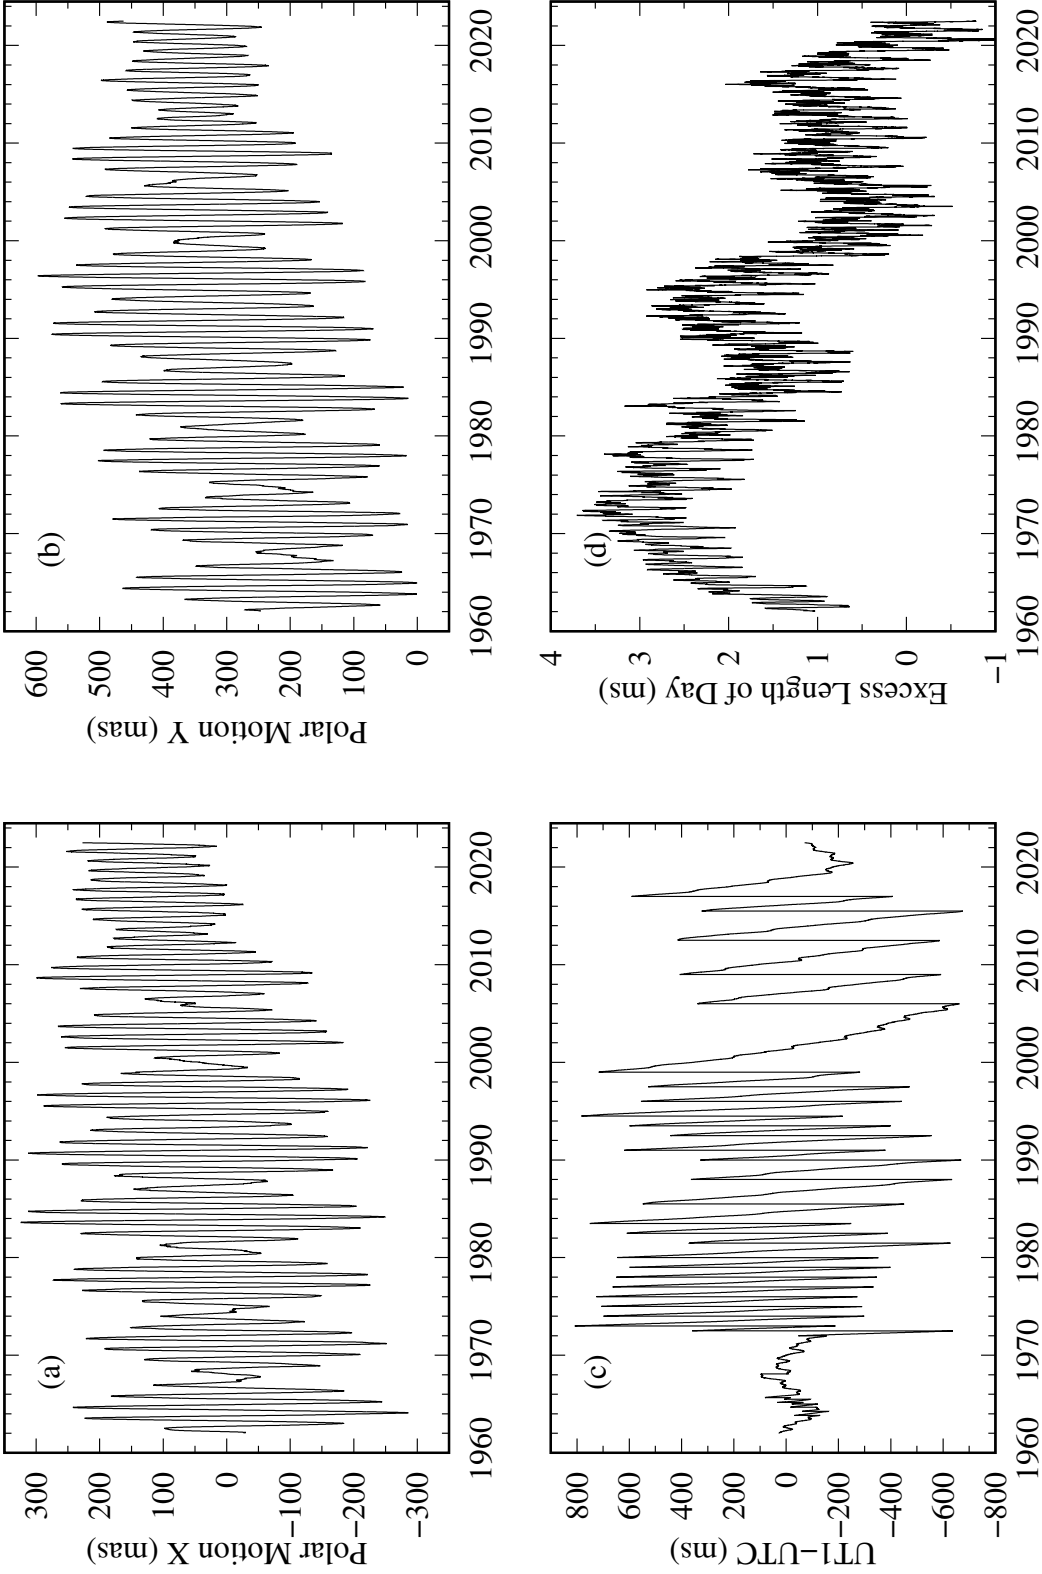 (a)
Polar Motion X (mas)
300
200
100
0
−100
−200
−300
1960 1970 1980 1990 2000 2010 2020
(b)
Polar Motion Y (mas)
600
500
400
300
200
100
0
1960 1970 1980 1990 2000 2010 2020
(c)
UT1−UTC (ms)
800
600
400
200
0
−200
−400
−600
−800
1960 1970 1980 1990 2000 2010 2020
(d)
Excess Length of Day (ms)
4
3
2
1
0
−1
1960 1970 1980 1990 2000 2010 2020